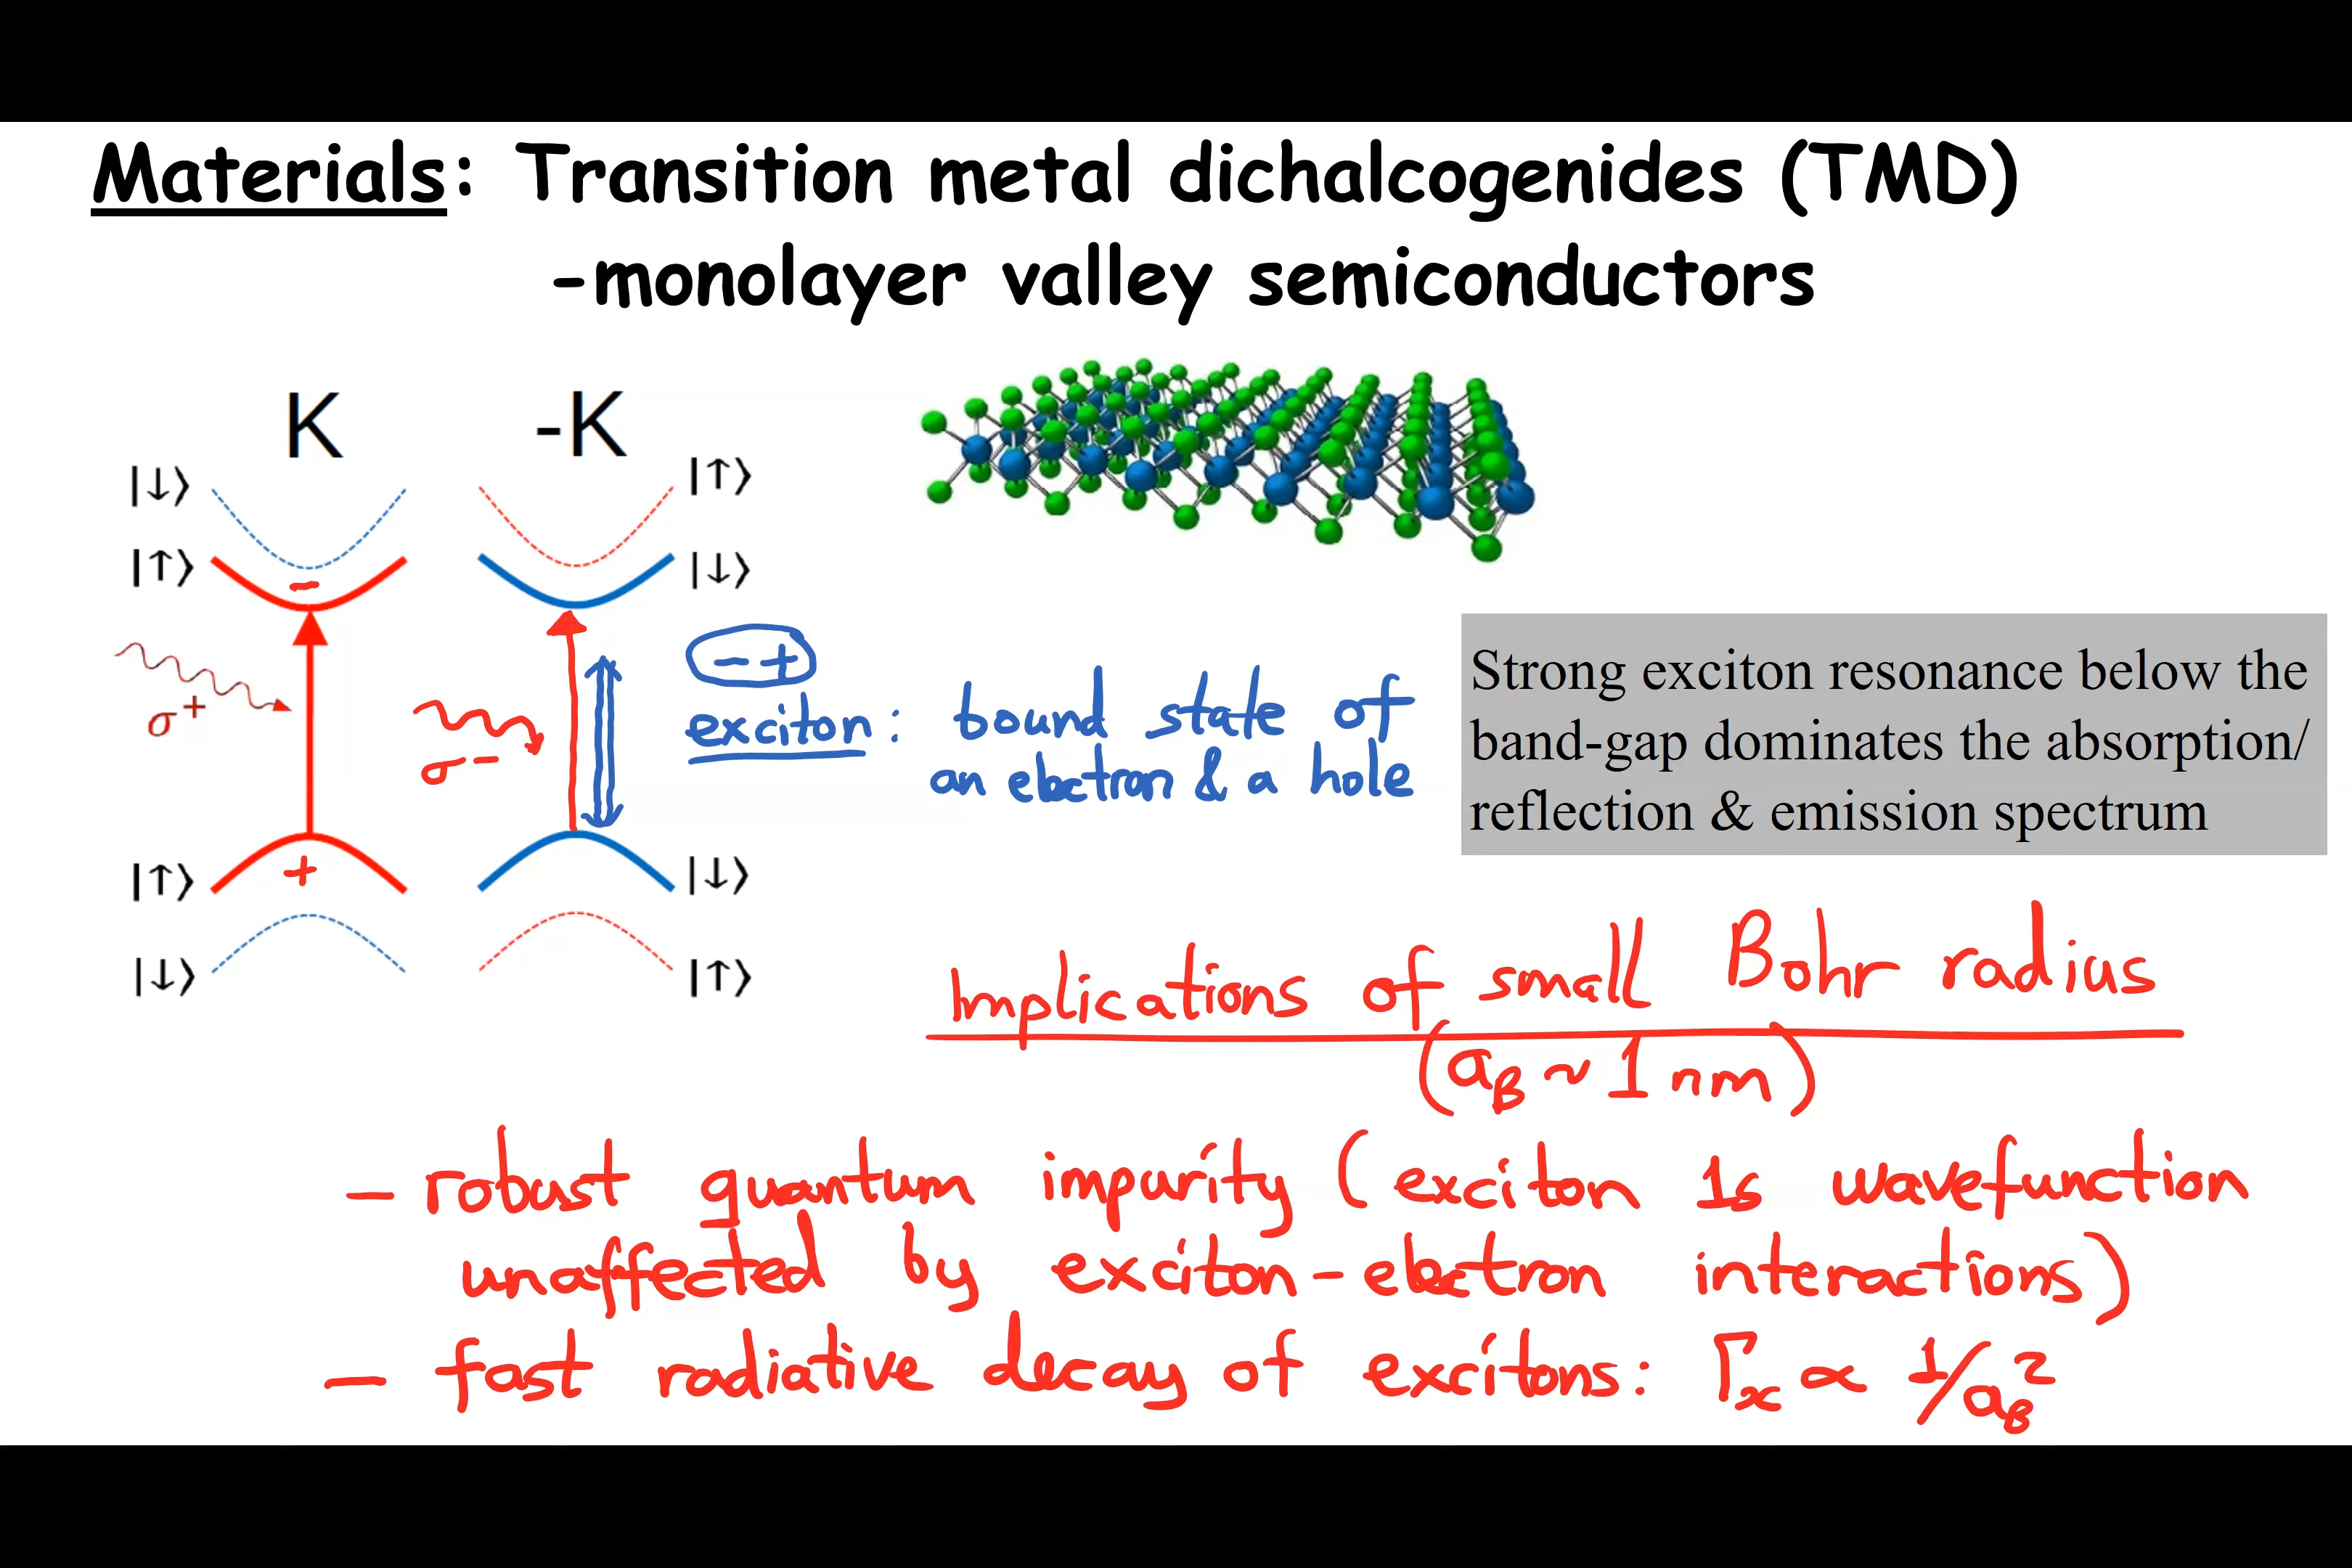 Materials: Transition metal dichalcogenides (TMD)
-monolayer valley semiconductors
K
-K
|↓⟩
|↑⟩
|↑⟩
|↓⟩
-
σ+
σ-
- +
exciton: bound state of
an electron & a hole
Strong exciton resonance below the
band-gap dominates the absorption/
reflection & emission spectrum
|↑⟩
+
|↓⟩
|↓⟩
|↑⟩
Implications of small Bohr radius
(aB ~ 1 nm)
- robust quantum impurity (exciton 1s wavefunction
unaffected by exciton-electron interactions)
- fast radiative decay of excitons: Γx ∝ 1/aB²